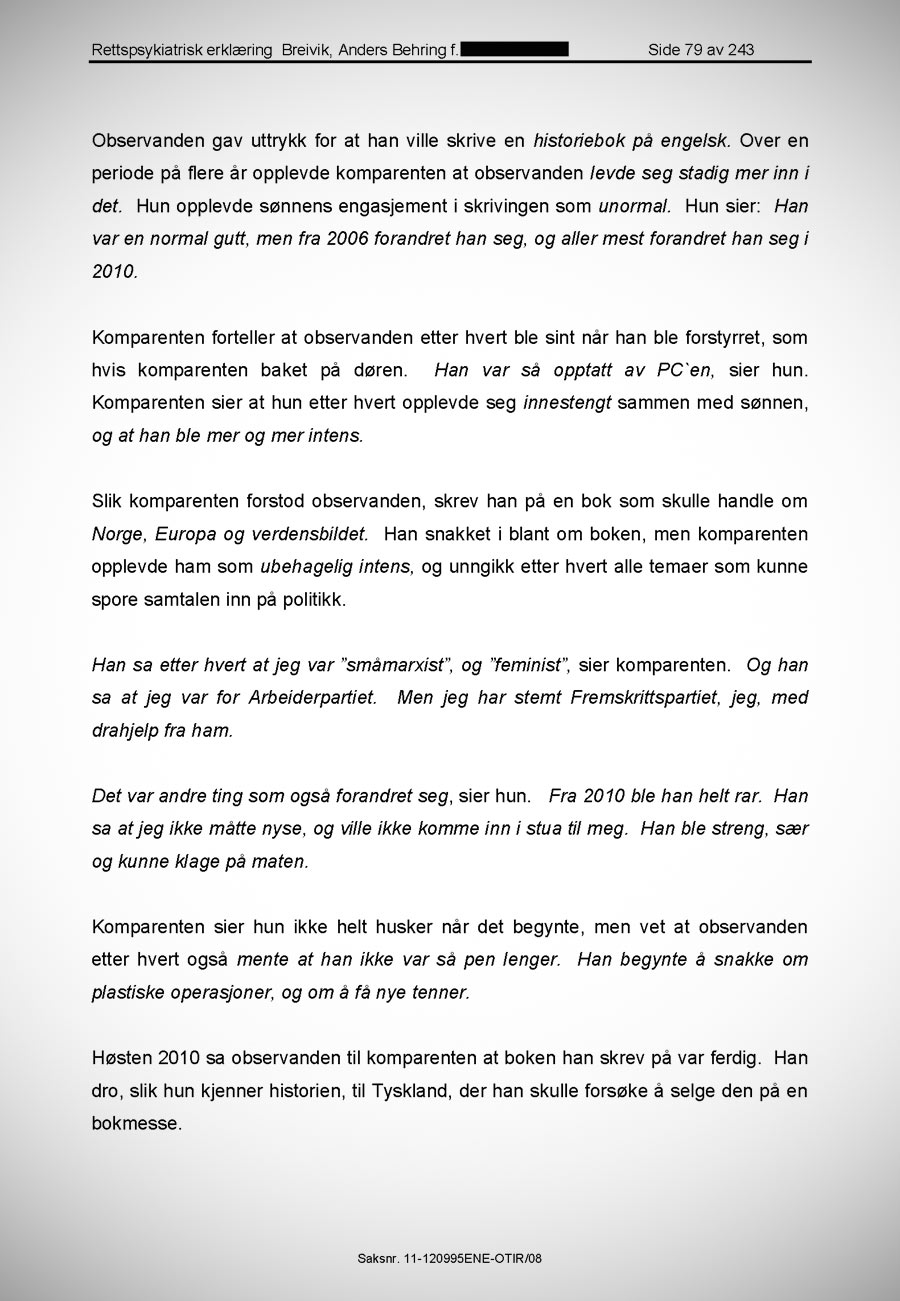 Rettspsykiatrisk erklæring Breivik, Anders Behring f. Side 79 av 243
Observanden gav uttrykk for at han ville skrive en historiebok på engelsk. Over en
periode på flere år opplevde komparenten at observanden levde seg stadig mer inn i
det. Hun opplevde sønnens engasjement i skrivingen som unormal. Hun sier: Han
var en normal gutt, men fra 2006 forandret han seg, og aller mest forandret han seg i
2010.
Komparenten forteller at observanden etter hvert ble sint når han ble forstyrret, som
hvis komparenten baket på døren. Han var så opptatt av PC`en, sier hun.
Komparenten sier at hun etter hvert opplevde seg innestengt sammen med sønnen,
og at han ble mer og mer intens.
Slik komparenten forstod observanden, skrev han på en bok som skulle handle om
Norge, Europa og verdensbildet. Han snakket i blant om boken, men komparenten
opplevde ham som ubehagelig intens, og unngikk etter hvert alle temaer som kunne
spore samtalen inn på politikk.
Han sa etter hvert at jeg var ”småmarxist”, og ”feminist”, sier komparenten. Og han
sa at jeg var for Arbeiderpartiet. Men jeg har stemt Fremskrittspartiet, jeg, med
drahjelp fra ham.
Det var andre ting som også forandret seg, sier hun. Fra 2010 ble han helt rar. Han
sa at jeg ikke måtte nyse, og ville ikke komme inn i stua til meg. Han ble streng, sær
og kunne klage på maten.
Komparenten sier hun ikke helt husker når det begynte, men vet at observanden
etter hvert også mente at han ikke var så pen lenger. Han begynte å snakke om
plastiske operasjoner, og om å få nye tenner.
Høsten 2010 sa observanden til komparenten at boken han skrev på var ferdig. Han
dro, slik hun kjenner historien, til Tyskland, der han skulle forsøke å selge den på en
bokmesse.
Saksnr. 11-120995ENE-OTIR/08